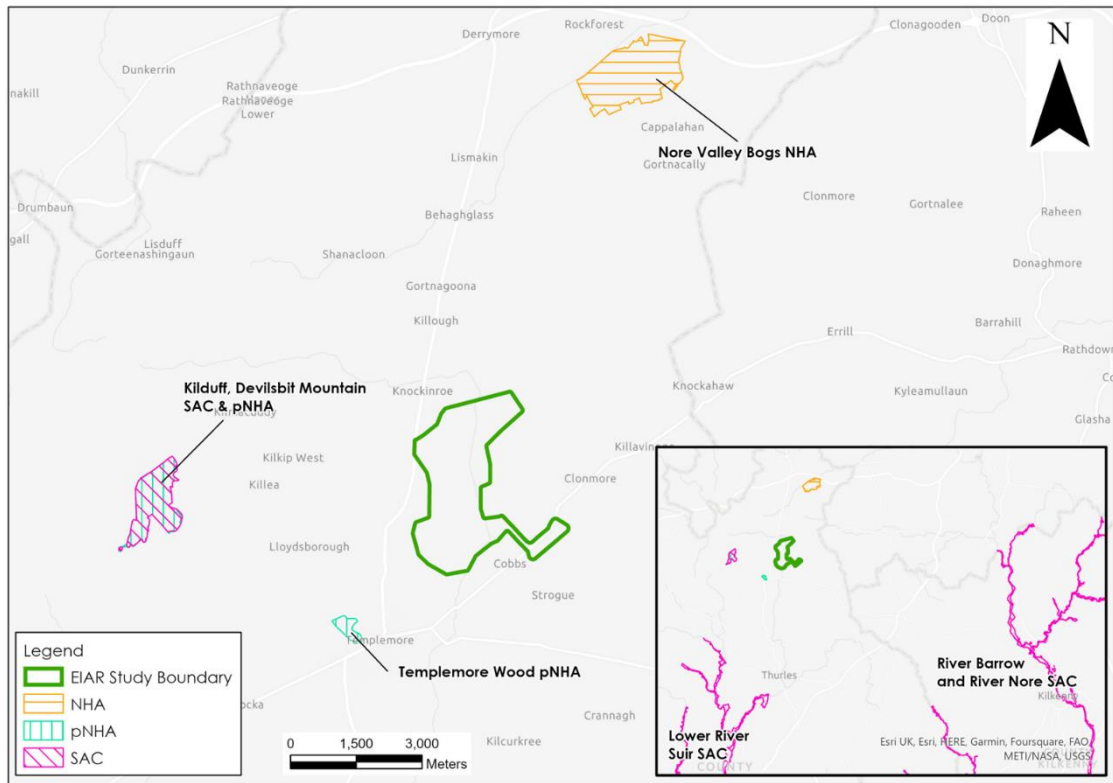 Rockforest
Derrymore
Clonagooden
Doon
Dunkerrin
nakill
Rathnaveoge
Rathnaveoge
Lower
N
Cappalahan
Nore Valley Bogs NHA
Lismakin
Gortnacally
Clonmore
Gortnalee
Drumbaun
Behaghglass
Raheen
gall
Lisduff
Gorteenashingaun
Shanacloon
Donaghmore
Gortnagoona
Killough
Errill
Barrahill
Rathdown
Kilduff, Devilsbit Mountain
SAC & pNHA
Knockinroe
Knockahaw
Kyleamullaun
Glasha
Kilkip West
Killea
Clonmore
Lloydsborough
Cobbs
Strogue
Templemore
Templemore Wood pNHA
Crannagh
Kilcurkree
Legend
EIAR Study Boundary
NHA
pNHA
SAC
0 1,500 3,000
Meters
Thurles
River Barrow
and River Nore SAC
Kilkenny
Lower River
Suir SAC
COUNTY
Esri UK, Esri, HERE, Garmin, Foursquare, FAO,
METI/NASA, USGS
KILKENNY